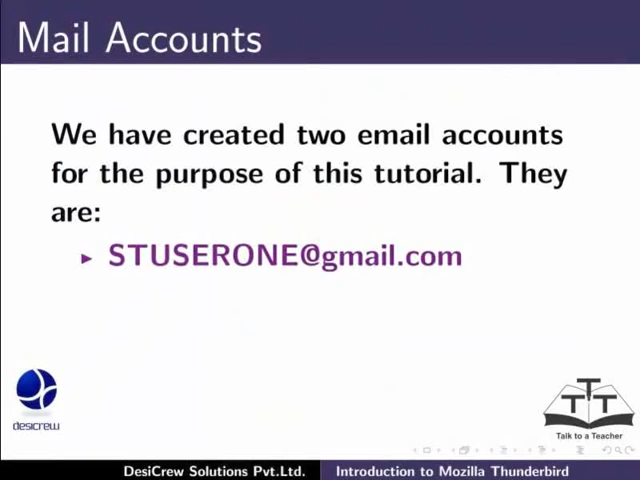 Mail Accounts
We have created two email accounts
for the purpose of this tutorial. They
are:
STUSERONE@gmail.com
desicrew
TTT
Talk to a Teacher
DesiCrew Solutions Pvt.Ltd. Introduction to Mozilla Thunderbird